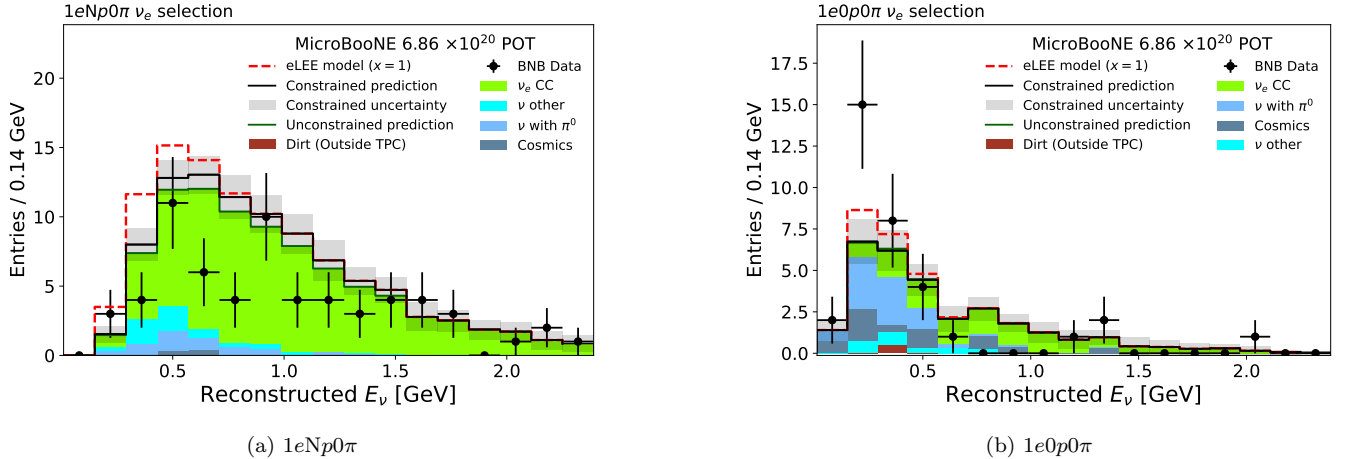 1eNp0π νe selection
MicroBooNE 6.86 ×10²⁰ POT
eLEE model (x = 1)
Constrained prediction
Constrained uncertainty
Unconstrained prediction
Dirt (Outside TPC)
BNB Data
νe CC
ν other
ν with π⁰
Cosmics
20
15
10
5
0
Entries / 0.14 GeV
0.5
1.0
1.5
2.0
Reconstructed Eν [GeV]
(a) 1eNp0π
1e0p0π νe selection
MicroBooNE 6.86 ×10²⁰ POT
eLEE model (x = 1)
Constrained prediction
Constrained uncertainty
Unconstrained prediction
Dirt (Outside TPC)
BNB Data
νe CC
ν with π⁰
Cosmics
ν other
17.5
15.0
12.5
10.0
7.5
5.0
2.5
0.0
Entries / 0.14 GeV
0.5
1.0
1.5
2.0
Reconstructed Eν [GeV]
(b) 1e0p0π